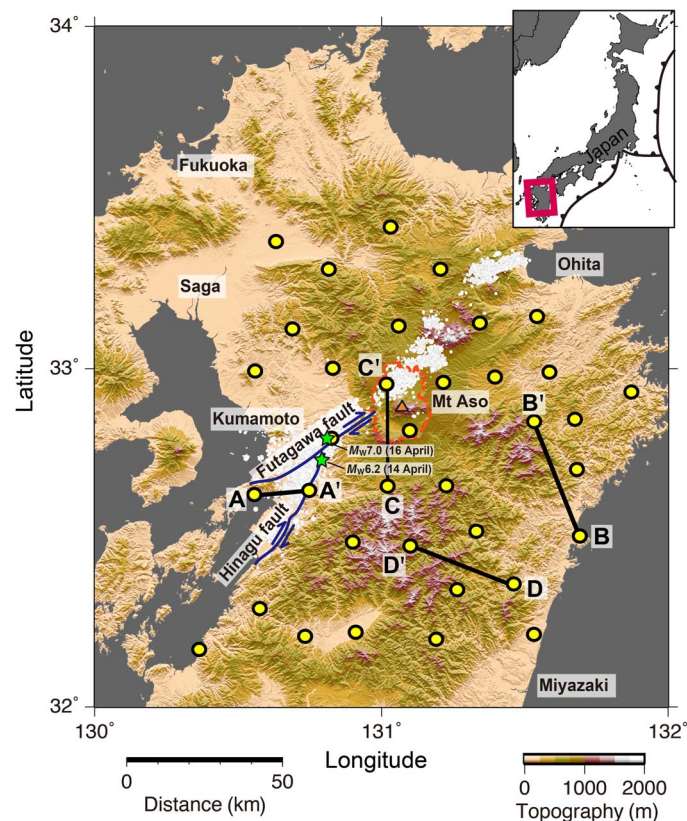 34˚
Japan
Fukuoka
Ohita
Saga
33˚
C'
Mt Aso
B'
Kumamoto
Futagawa fault
Mw7.0 (16 April)
Mw6.2 (14 April)
A
A'
C
Hinagu fault
B
D'
D
Miyazaki
32˚
130˚
131˚
132˚
Latitude
Longitude
0
50
Distance (km)
0
1000
2000
Topography (m)